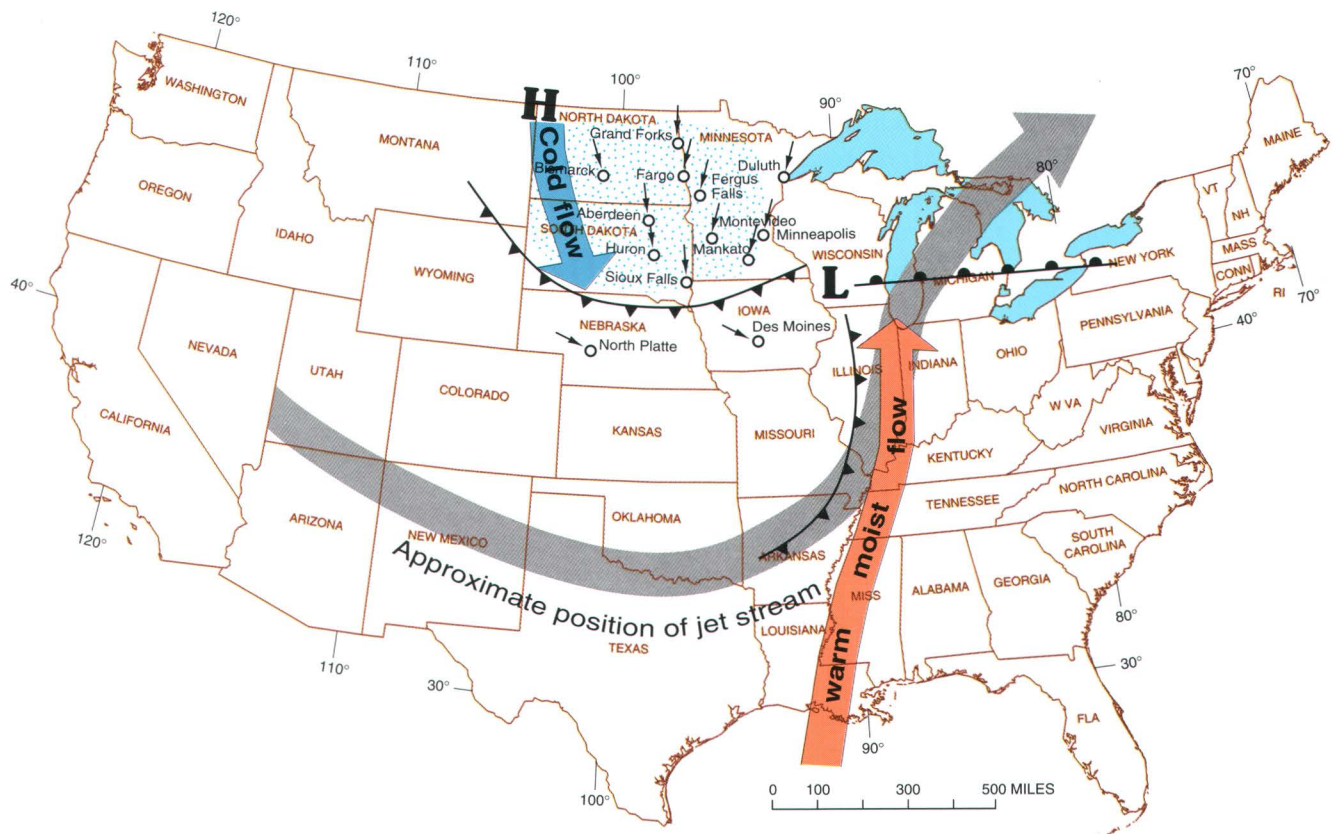 120°
110°
100°
90°
70°
WASHINGTON
MONTANA
H
NORTH DAKOTA
Grand Forks
MINNESOTA
Cold flow
Bismarck
Fargo
Duluth
Fergus
Falls
80°
MAINE
OREGON
IDAHO
Aberdeen
SOUTH DAKOTA
Huron
Montevideo
Minneapolis
Mankato
Sioux Falls
WISCONSIN
VT
NH
MASS
CONN
RI
NEW YORK
70°
40°
WYOMING
L
MICHIGAN
NEBRASKA
North Platte
IOWA
Des Moines
PENNSYLVANIA
40°
NEVADA
UTAH
COLORADO
ILLINOIS
INDIANA
OHIO
W VA
VIRGINIA
CALIFORNIA
KANSAS
MISSOURI
KENTUCKY
NORTH CAROLINA
TENNESSEE
SOUTH
CAROLINA
120°
ARIZONA
NEW MEXICO
OKLAHOMA
ARKANSAS
Approximate position of jet stream
warm moist flow
MISS
ALABAMA
GEORGIA
80°
LOUISIANA
TEXAS
110°
30°
30°
FLA
90°
100°
0 100 300 500 MILES